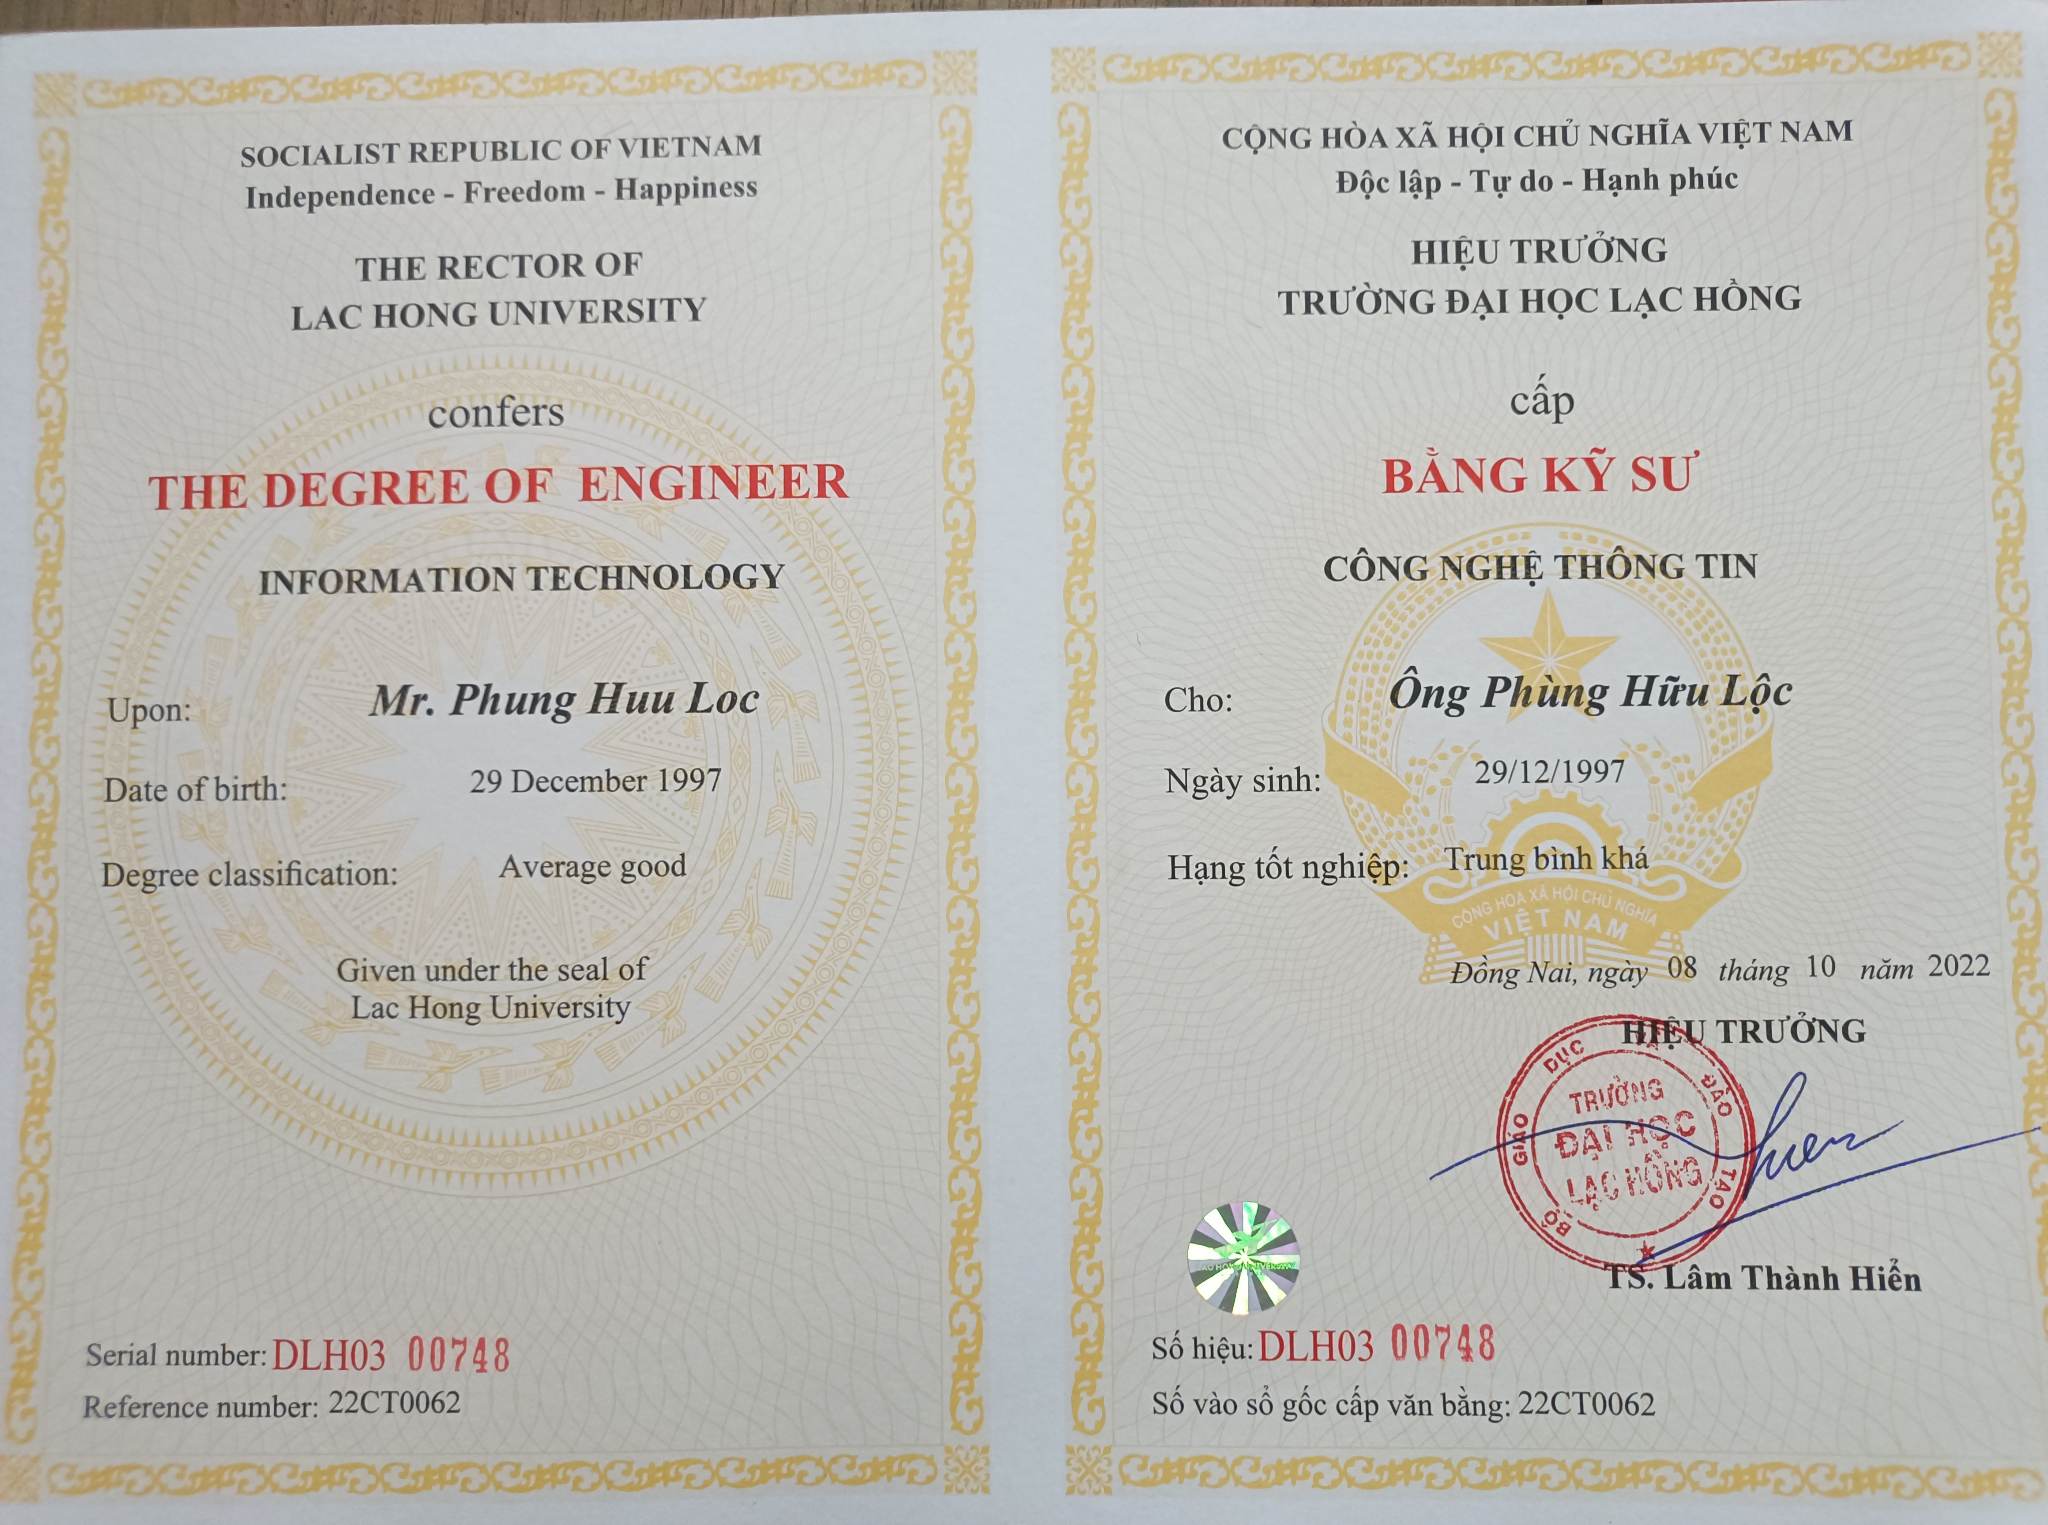 SOCIALIST REPUBLIC OF VIETNAM
Independence - Freedom - Happiness
THE RECTOR OF
LAC HONG UNIVERSITY
confers
THE DEGREE OF ENGINEER
INFORMATION TECHNOLOGY
Upon: Mr. Phung Huu Loc
Date of birth: 29 December 1997
Degree classification: Average good
Given under the seal of
Lac Hong University
Serial number: DLH03 00748
Reference number: 22CT0062
CỘNG HÒA XÃ HỘI CHỦ NGHĨA VIỆT NAM
Độc lập - Tự do - Hạnh phúc
HIỆU TRƯỞNG
TRƯỜNG ĐẠI HỌC LẠC HỒNG
cấp
BẰNG KỸ SƯ
CÔNG NGHỆ THÔNG TIN
Cho: Ông Phùng Hữu Lộc
Ngày sinh: 29/12/1997
Hạng tốt nghiệp: Trung bình khá
CỘNG HÒA XÃ HỘI CHỦ NGHĨA
VIỆT NAM
Đồng Nai, ngày 08 tháng 10 năm 2022
HIỆU TRƯỞNG
BỘ GIÁO DỤC VÀ ĐÀO TẠO
TRƯỜNG
ĐẠI HỌC
LẠC HỒNG
LAC HONG UNIVERSITY
TS. Lâm Thành Hiển
Số hiệu: DLH03 00748
Số vào sổ gốc cấp văn bằng: 22CT0062